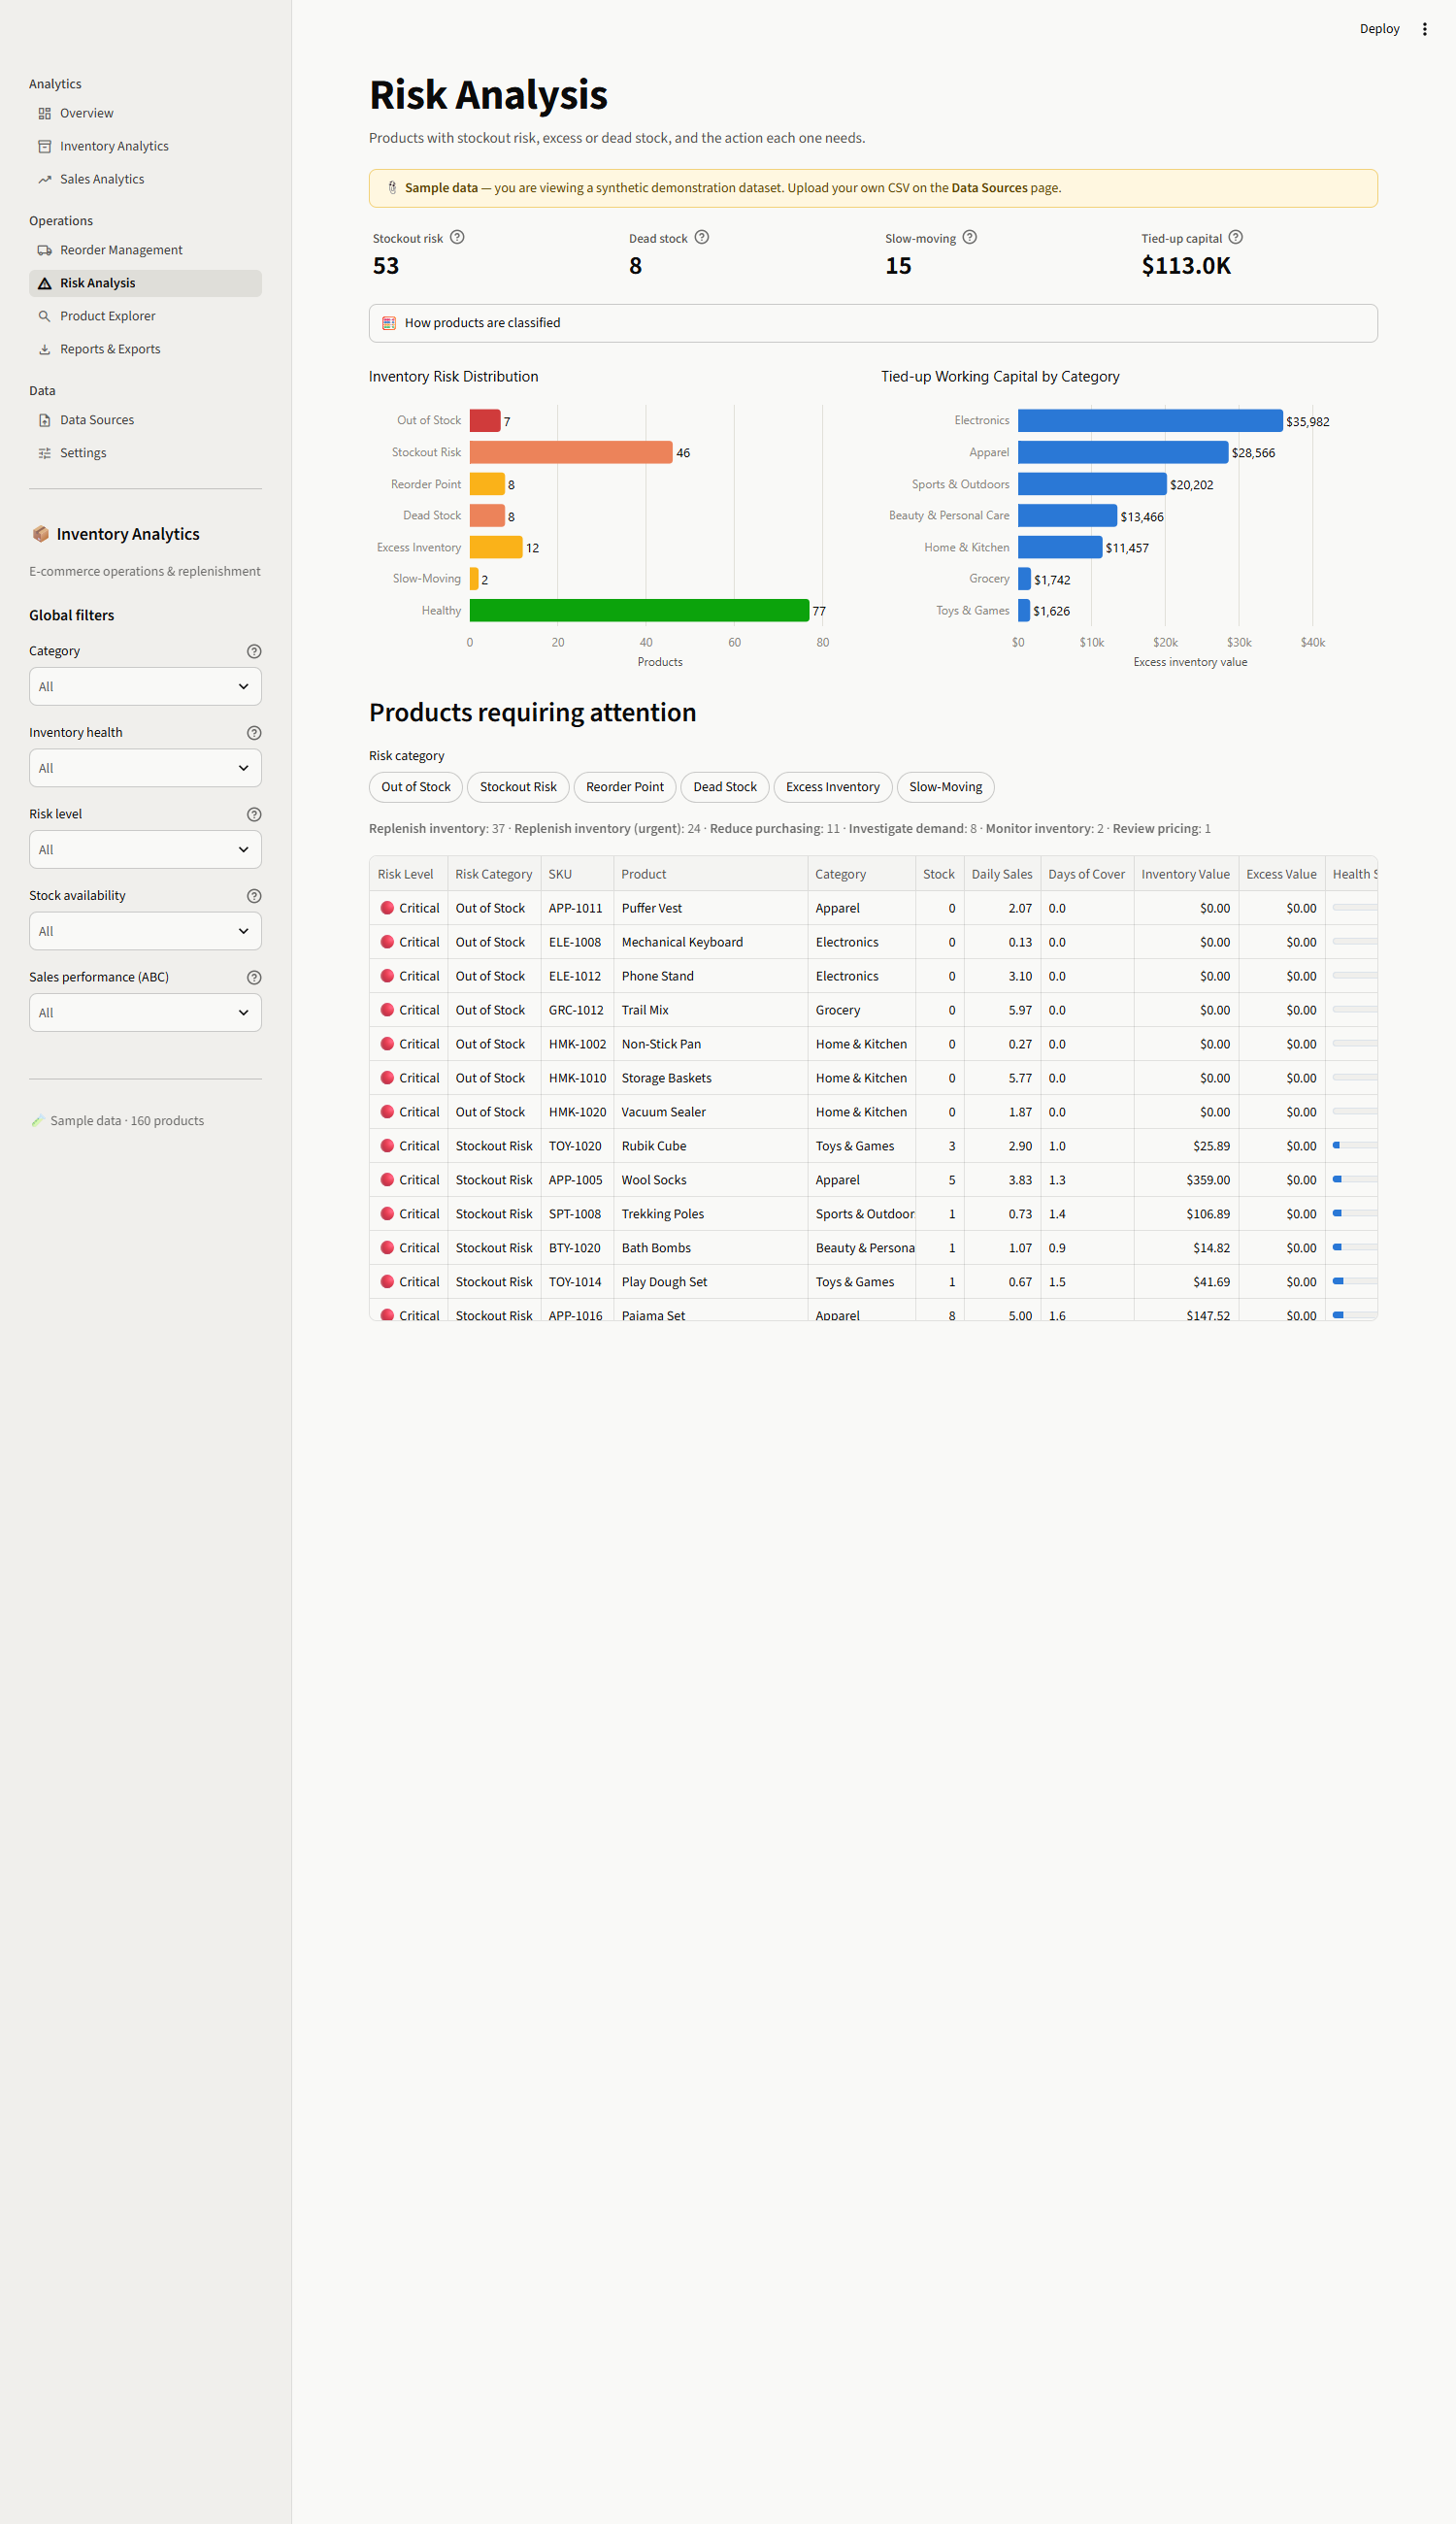 Deploy
Analytics
Overview
Inventory Analytics
Sales Analytics
Operations
Reorder Management
Risk Analysis
Product Explorer
Reports & Exports
Data
Data Sources
Settings
Inventory Analytics
E-commerce operations & replenishment
Global filters
Category
All
Inventory health
All
Risk level
All
Stock availability
All
Sales performance (ABC)
All
Sample data · 160 products
Risk Analysis
Products with stockout risk, excess or dead stock, and the action each one needs.
Sample data — you are viewing a synthetic demonstration dataset. Upload your own CSV on the Data Sources page.
Stockout risk Dead stock Slow-moving Tied-up capital
53 8 15 $113.0K
How products are classified
Inventory Risk Distribution
Out of Stock 7
Stockout Risk 46
Reorder Point 8
Dead Stock 8
Excess Inventory 12
Slow-Moving 2
Healthy 77
0 20 40 60 80
Products
Tied-up Working Capital by Category
Electronics $35,982
Apparel $28,566
Sports & Outdoors $20,202
Beauty & Personal Care $13,466
Home & Kitchen $11,457
Grocery $1,742
Toys & Games $1,626
$0 $10k $20k $30k $40k
Excess inventory value
Products requiring attention
Risk category
Out of Stock Stockout Risk Reorder Point Dead Stock Excess Inventory Slow-Moving
Replenish inventory: 37 · Replenish inventory (urgent): 24 · Reduce purchasing: 11 · Investigate demand: 8 · Monitor inventory: 2 · Review pricing: 1
Risk Level Risk Category SKU Product Category Stock Daily Sales Days of Cover Inventory Value Excess Value Health S
Critical Out of Stock APP-1011 Puffer Vest Apparel 0 2.07 0.0 $0.00 $0.00
Critical Out of Stock ELE-1008 Mechanical Keyboard Electronics 0 0.13 0.0 $0.00 $0.00
Critical Out of Stock ELE-1012 Phone Stand Electronics 0 3.10 0.0 $0.00 $0.00
Critical Out of Stock GRC-1012 Trail Mix Grocery 0 5.97 0.0 $0.00 $0.00
Critical Out of Stock HMK-1002 Non-Stick Pan Home & Kitchen 0 0.27 0.0 $0.00 $0.00
Critical Out of Stock HMK-1010 Storage Baskets Home & Kitchen 0 5.77 0.0 $0.00 $0.00
Critical Out of Stock HMK-1020 Vacuum Sealer Home & Kitchen 0 1.87 0.0 $0.00 $0.00
Critical Stockout Risk TOY-1020 Rubik Cube Toys & Games 3 2.90 1.0 $25.89 $0.00
Critical Stockout Risk APP-1005 Wool Socks Apparel 5 3.83 1.3 $359.00 $0.00
Critical Stockout Risk SPT-1008 Trekking Poles Sports & Outdoor 1 0.73 1.4 $106.89 $0.00
Critical Stockout Risk BTY-1020 Bath Bombs Beauty & Persona 1 1.07 0.9 $14.82 $0.00
Critical Stockout Risk TOY-1014 Play Dough Set Toys & Games 1 0.67 1.5 $41.69 $0.00
Critical Stockout Risk APP-1016 Pajama Set Apparel 8 5.00 1.6 $147.52 $0.00